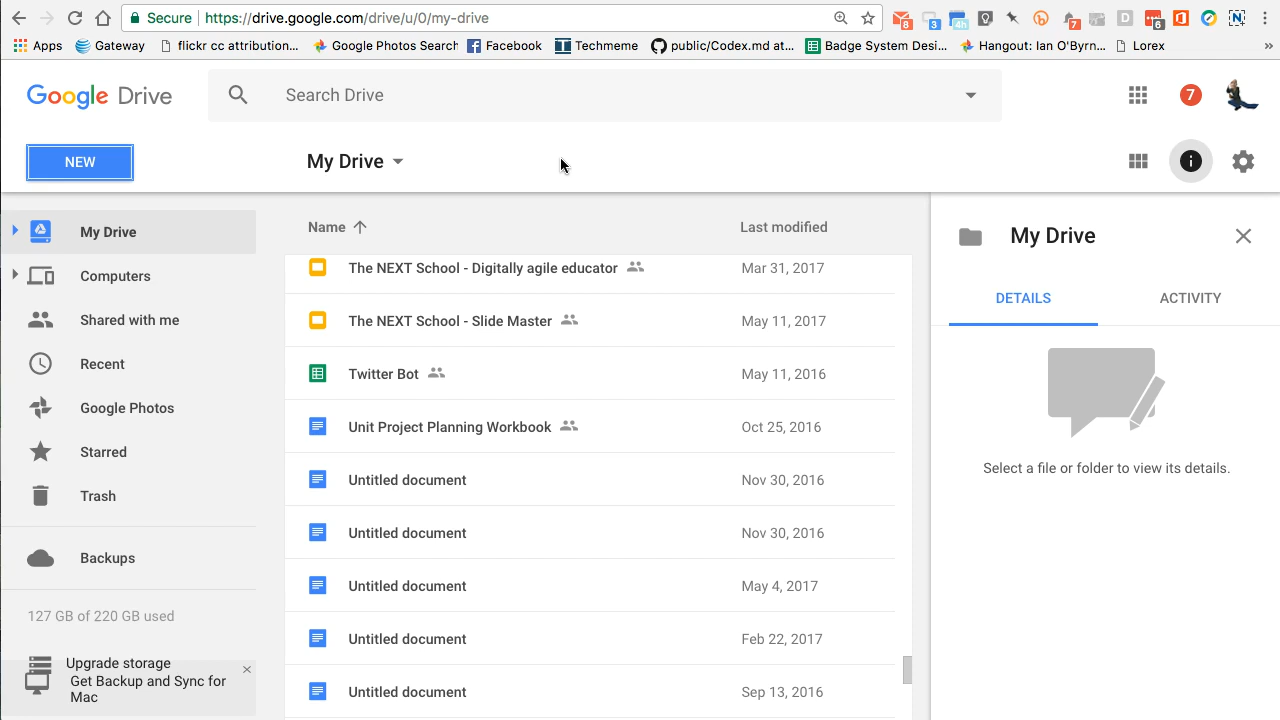 Secure https://drive.google.com/drive/u/0/my-drive
8 3 4h 7 D 6 N
Apps Gateway flickr cc attribution... Google Photos Search Facebook Techmeme public/Codex.md at... Badge System Desi... Hangout: Ian O'Byrn... Lorex »
Google Drive Search Drive 7
NEW My Drive
My Drive
Computers
Shared with me
Recent
Google Photos
Starred
Trash
Backups
127 GB of 220 GB used
Upgrade storage
Get Backup and Sync for
Mac
Name Last modified
The NEXT School - Digitally agile educator Mar 31, 2017
The NEXT School - Slide Master May 11, 2017
Twitter Bot May 11, 2016
Unit Project Planning Workbook Oct 25, 2016
Untitled document Nov 30, 2016
Untitled document Nov 30, 2016
Untitled document May 4, 2017
Untitled document Feb 22, 2017
Untitled document Sep 13, 2016
My Drive
DETAILS ACTIVITY
Select a file or folder to view its details.